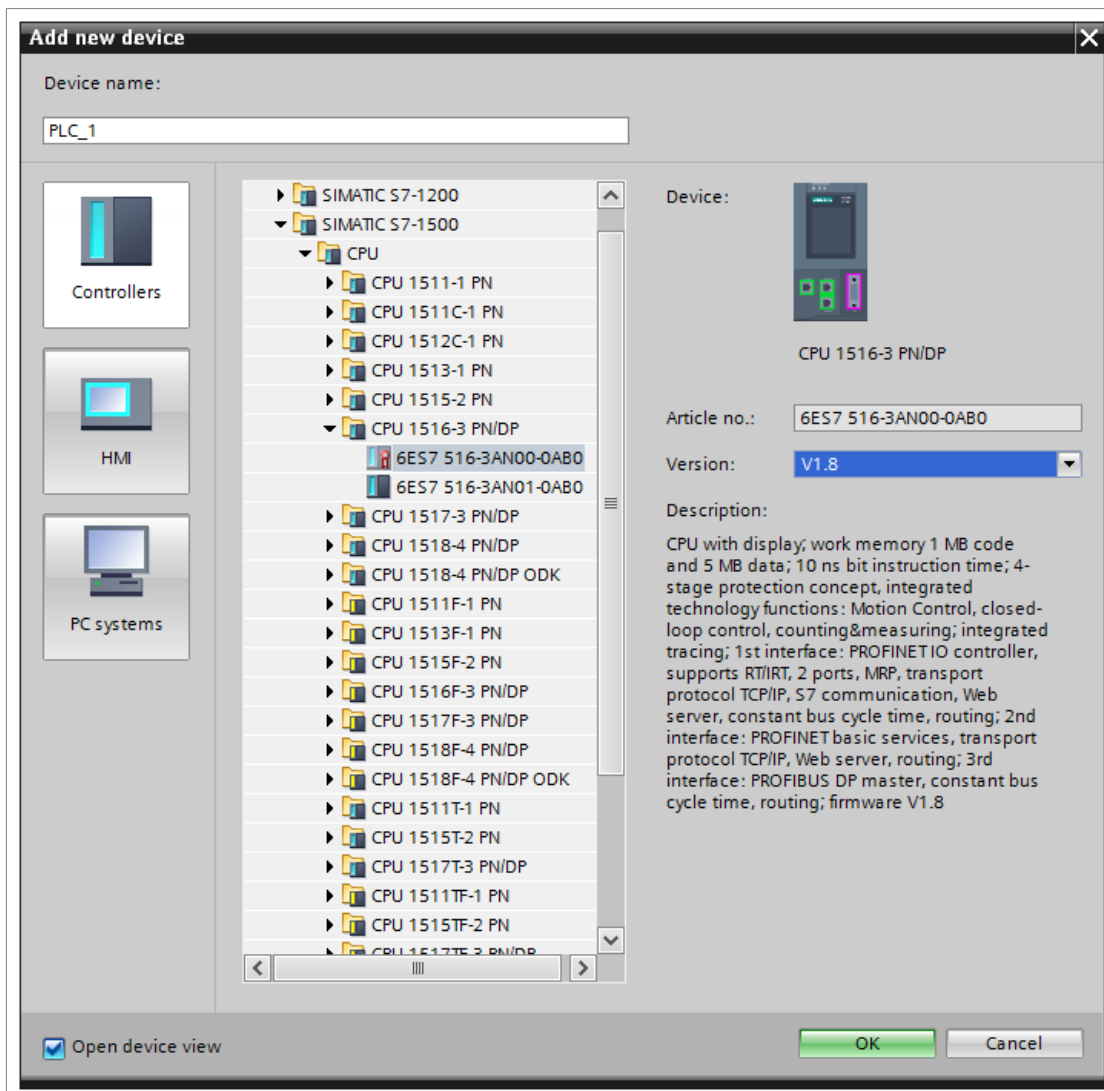 Add new device
Device name:
PLC_1
Controllers
HMI
PC systems
SIMATIC S7-1200
SIMATIC S7-1500
CPU
CPU 1511-1 PN
CPU 1511C-1 PN
CPU 1512C-1 PN
CPU 1513-1 PN
CPU 1515-2 PN
CPU 1516-3 PN/DP
6ES7 516-3AN00-0AB0
6ES7 516-3AN01-0AB0
CPU 1517-3 PN/DP
CPU 1518-4 PN/DP
CPU 1518-4 PN/DP ODK
CPU 1511F-1 PN
CPU 1513F-1 PN
CPU 1515F-2 PN
CPU 1516F-3 PN/DP
CPU 1517F-3 PN/DP
CPU 1518F-4 PN/DP
CPU 1518F-4 PN/DP ODK
CPU 1511T-1 PN
CPU 1515T-2 PN
CPU 1517T-3 PN/DP
CPU 1511TF-1 PN
CPU 1515TF-2 PN
CPU 1517TF-3 PN/DP
Device:
CPU 1516-3 PN/DP
Article no.: 6ES7 516-3AN00-0AB0
Version: V1.8
Description:
CPU with display; work memory 1 MB code
and 5 MB data; 10 ns bit instruction time; 4-
stage protection concept, integrated
technology functions: Motion Control, closed-
loop control, counting&measuring; integrated
tracing; 1st interface: PROFINET IO controller,
supports RT/IRT, 2 ports, MRP, transport
protocol TCP/IP, S7 communication, Web
server, constant bus cycle time, routing; 2nd
interface: PROFINET basic services, transport
protocol TCP/IP, Web server, routing; 3rd
interface: PROFIBUS DP master, constant bus
cycle time, routing; firmware V1.8
Open device view
OK
Cancel